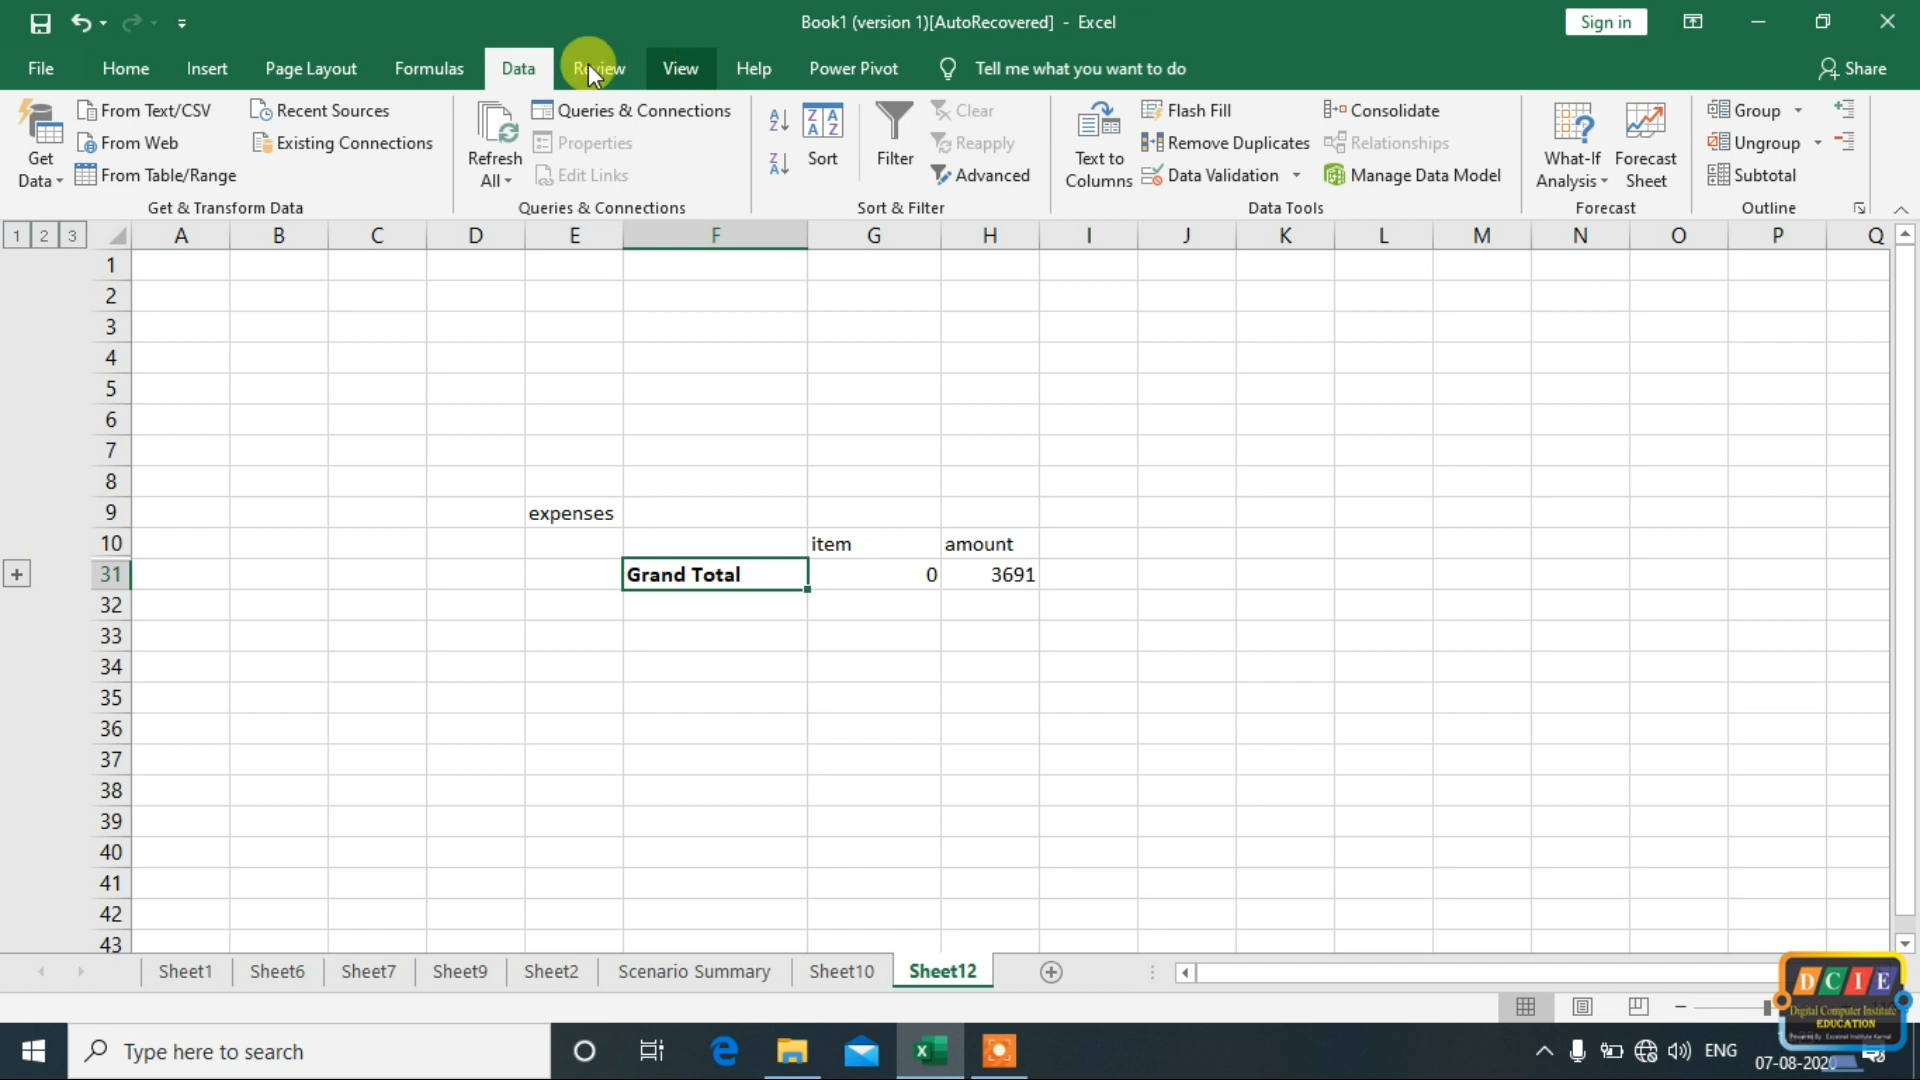 Book1 (version 1)[AutoRecovered] - Excel
Sign in
File Home Insert Page Layout Formulas Data Review View Help Power Pivot Tell me what you want to do Share
Get Data
From Text/CSV
From Web
From Table/Range
Recent Sources
Existing Connections
Get & Transform Data
Refresh All
Queries & Connections
Properties
Edit Links
Queries & Connections
Sort
Filter
Clear
Reapply
Advanced
Sort & Filter
Text to Columns
Flash Fill
Remove Duplicates
Data Validation
Consolidate
Relationships
Manage Data Model
Data Tools
What-If Analysis
Forecast Sheet
Forecast
Group
Ungroup
Subtotal
Outline
1 2 3
A B C D E F G H I J K L M N O P Q
1
2
3
4
5
6
7
8
9 expenses
10 item amount
31 Grand Total 0 3691
32
33
34
35
36
37
38
39
40
41
42
43
Sheet1 Sheet6 Sheet7 Sheet9 Sheet2 Scenario Summary Sheet10 Sheet12
DCIE
Digital Computer Institute
EDUCATION
Type here to search
ENG
07-08-2020